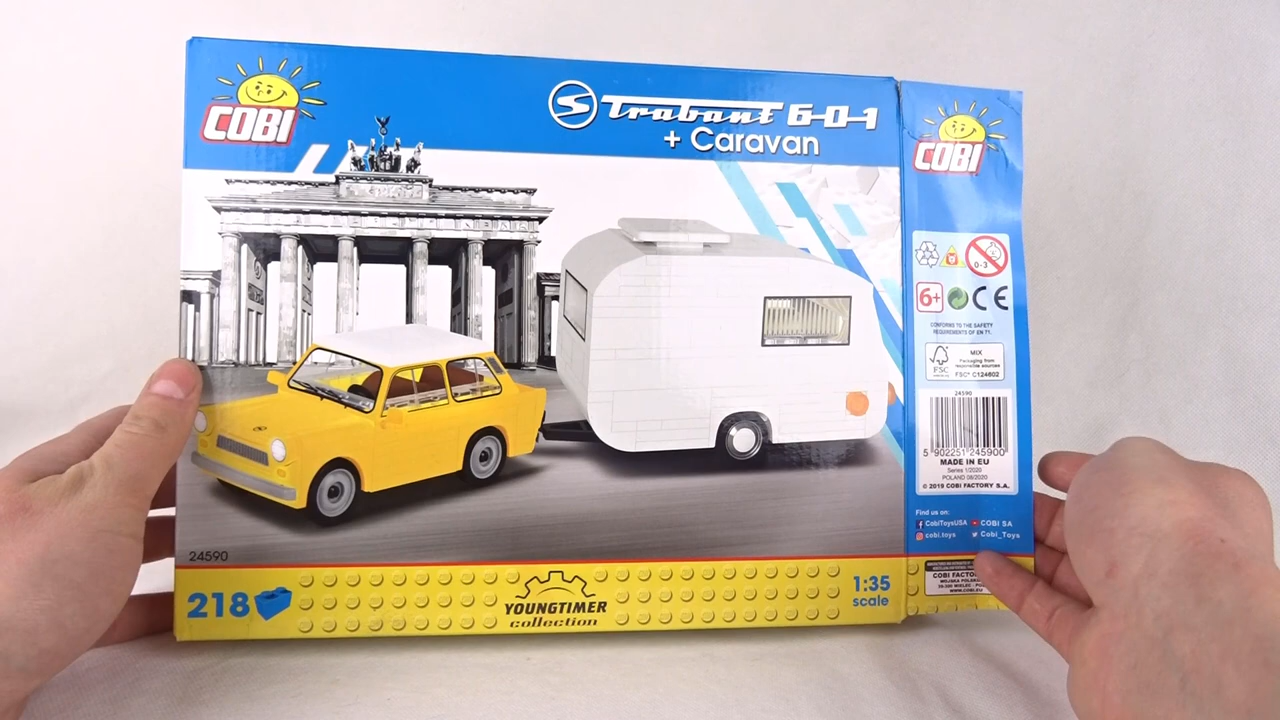 COBI
Trabant 601
+ Caravan
24590
218
YOUNGTIMER
collection
1:35
scale
COBI
0-3
6+
CE
CONFORMS TO THE SAFETY
REQUIREMENTS OF EN 71.
FSC
MIX
Packaging from
responsible sources
FSC® C124602
24590
5 902251 245900
MADE IN EU
Series 1/2020
POLAND 08/2020
© 2019 COBI FACTORY S.A.
Find us on:
CobiToysUSA COBI SA
cobi.toys Cobi_Toys
WWW.COBI.EU